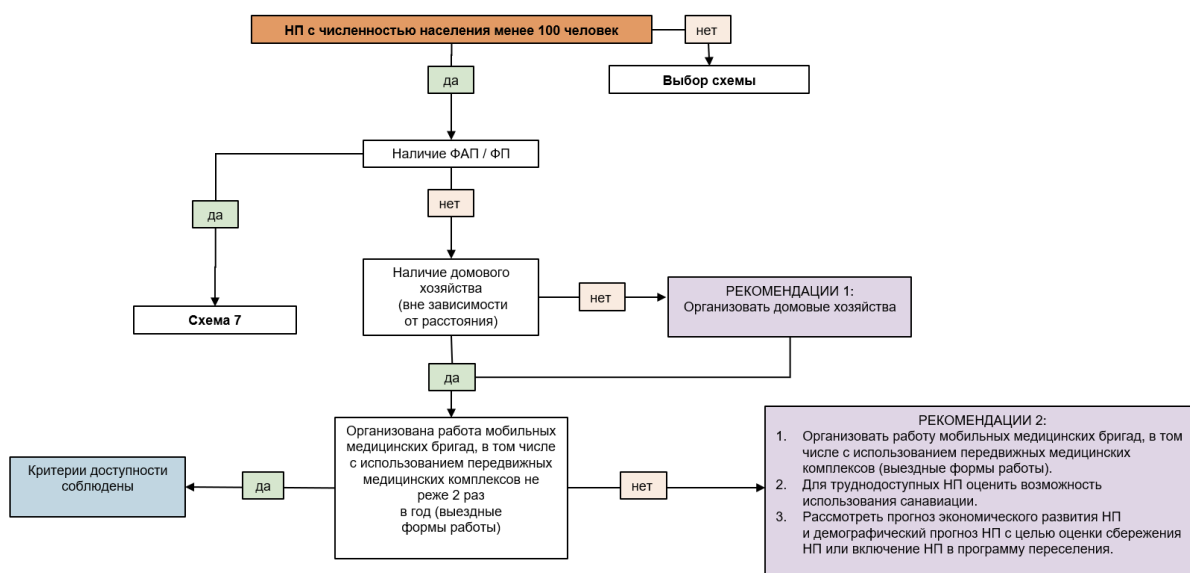 НП с численностью населения менее 100 человек
нет
да
Выбор схемы
Наличие ФАП / ФП
да
нет
Наличие домового
хозяйства
(вне зависимости
от расстояния)
нет
РЕКОМЕНДАЦИИ 1:
Организовать домовые хозяйства
Схема 7
да
Организована работа мобильных
медицинских бригад, в том числе
с использованием передвижных
медицинских комплексов не
реже 2 раз
в год (выездные
формы работы)
Критерии доступности
соблюдены
да
нет
РЕКОМЕНДАЦИИ 2:
1. Организовать работу мобильных медицинских бригад, в том
числе с использованием передвижных медицинских
комплексов (выездные формы работы).
2. Для труднодоступных НП оценить возможность
использования санавиации.
3. Рассмотреть прогноз экономического развития НП
и демографический прогноз НП с целью оценки сбережения
НП или включение НП в программу переселения.